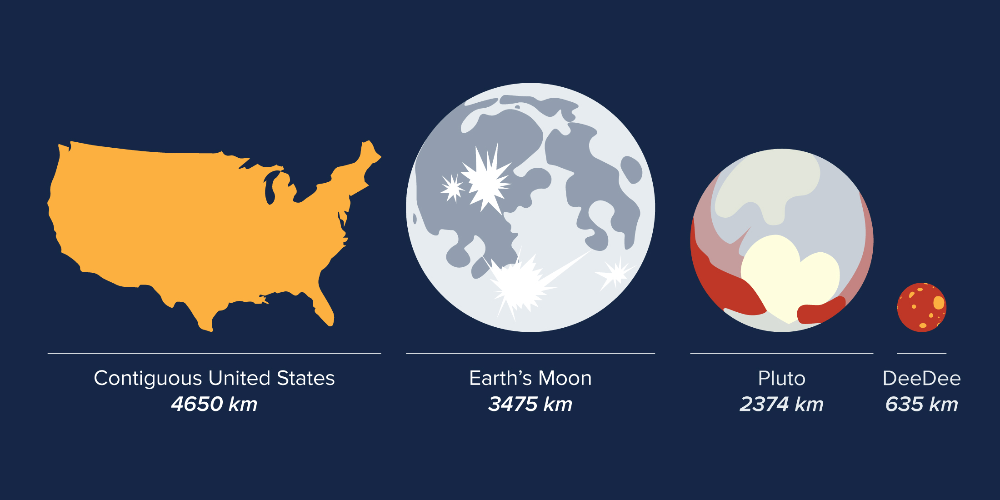 Contiguous United States
4650 km
Earth’s Moon
3475 km
Pluto
2374 km
DeeDee
635 km